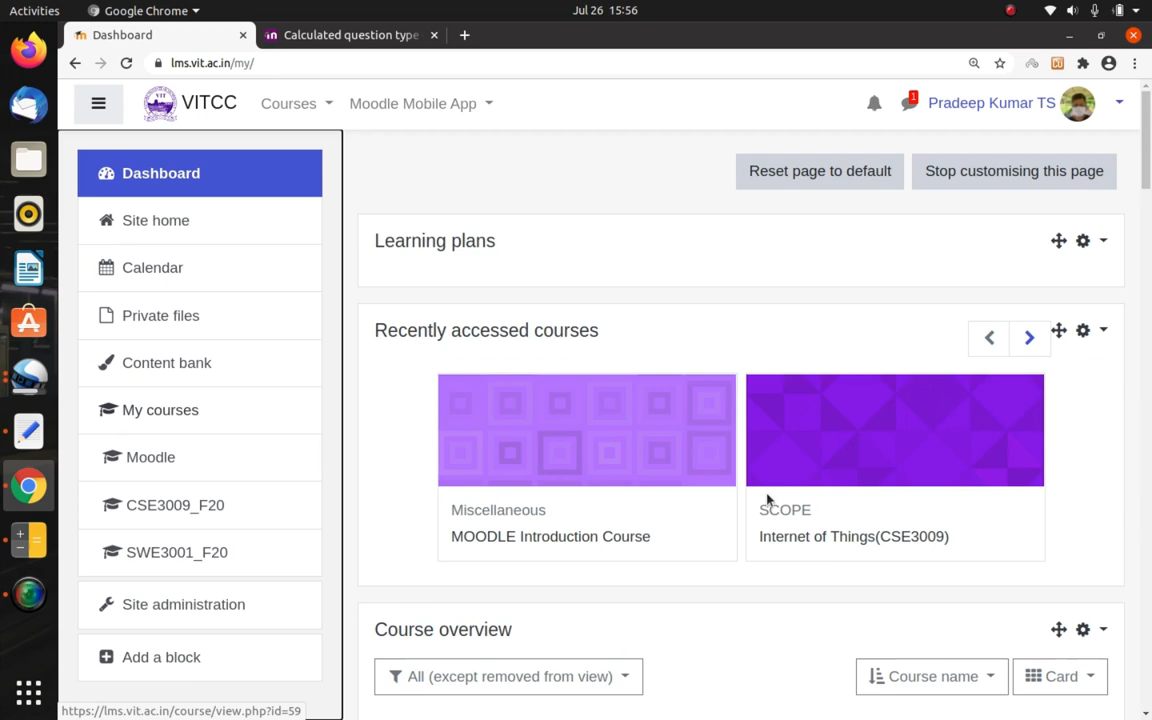 Activities
Google Chrome
Jul 26 15:56
Dashboard
Calculated question type
lms.vit.ac.in/my/
VITCC
Courses
Moodle Mobile App
1
Pradeep Kumar TS
Dashboard
Site home
Calendar
Private files
Content bank
My courses
Moodle
CSE3009_F20
SWE3001_F20
Site administration
Add a block
Reset page to default
Stop customising this page
Learning plans
Recently accessed courses
Miscellaneous
MOODLE Introduction Course
SCOPE
Internet of Things(CSE3009)
Course overview
All (except removed from view)
Course name
Card
https://lms.vit.ac.in/course/view.php?id=59